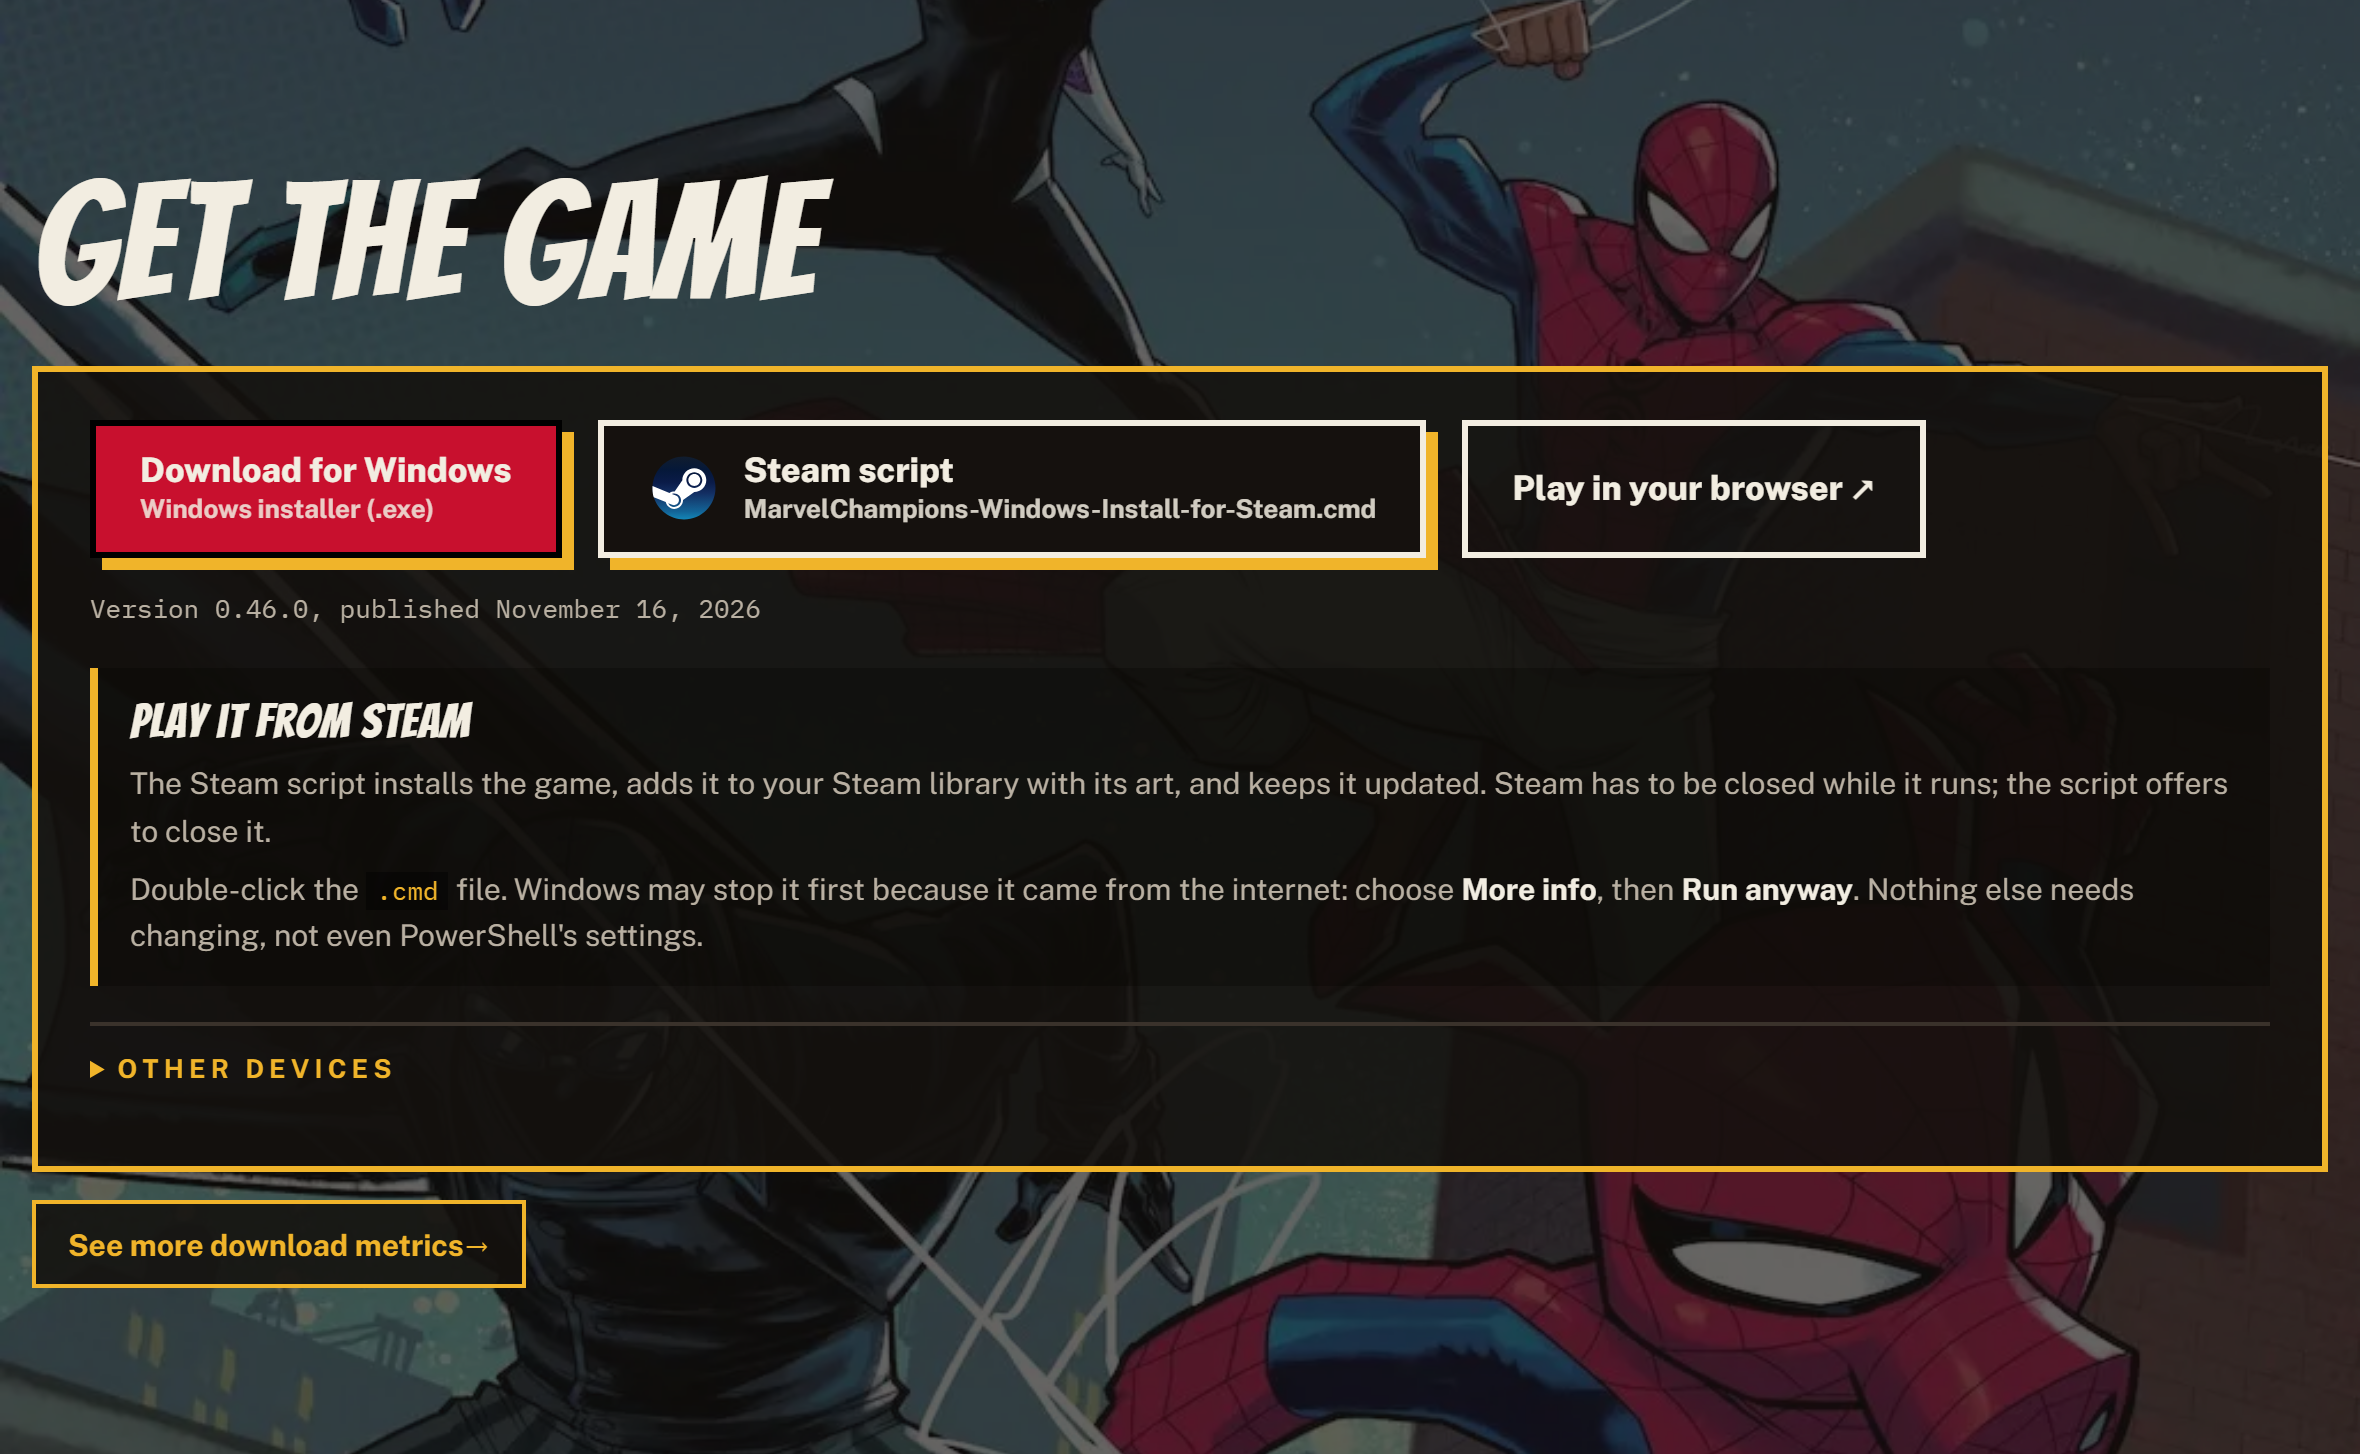 GET THE GAME
Download for Windows
Windows installer (.exe)
Steam script
MarvelChampions-Windows-Install-for-Steam.cmd
Play in your browser ↗
Version 0.46.0, published November 16, 2026
PLAY IT FROM STEAM
The Steam script installs the game, adds it to your Steam library with its art, and keeps it updated. Steam has to be closed while it runs; the script offers
to close it.
Double-click the .cmd file. Windows may stop it first because it came from the internet: choose More info, then Run anyway. Nothing else needs
changing, not even PowerShell's settings.
▶ OTHER DEVICES
See more download metrics→